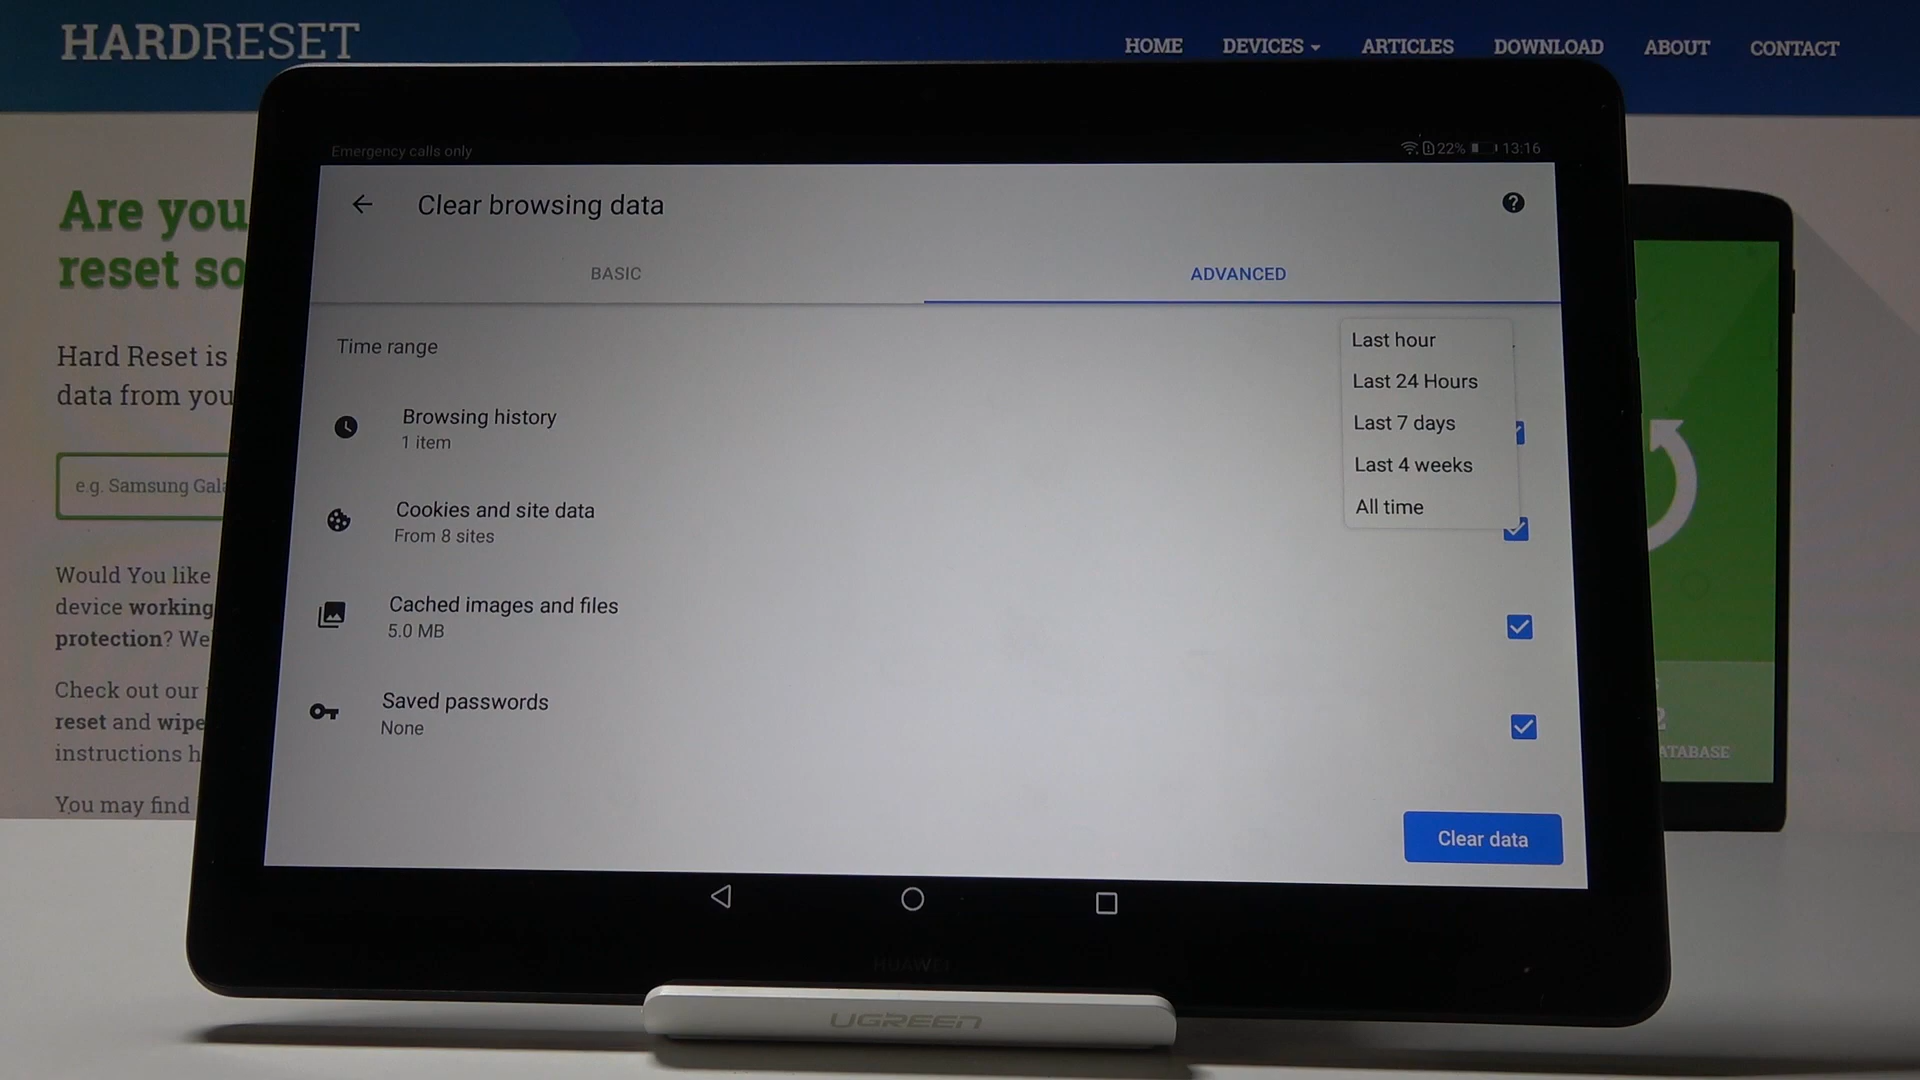 HARDRESET
HOME DEVICES ARTICLES DOWNLOAD ABOUT CONTACT
Are you
reset so
Hard Reset is
data from you
e.g. Samsung Gala
Would You like
device working
protection? We
Check out our
reset and wipe
instructions h
You may find
Emergency calls only
22% 13:16
Clear browsing data
BASIC
ADVANCED
Time range
Last hour
Last 24 Hours
Last 7 days
Last 4 weeks
All time
Browsing history
1 item
Cookies and site data
From 8 sites
Cached images and files
5.0 MB
Saved passwords
None
Clear data
HUAWEI
UGREEN
2
ATABASE